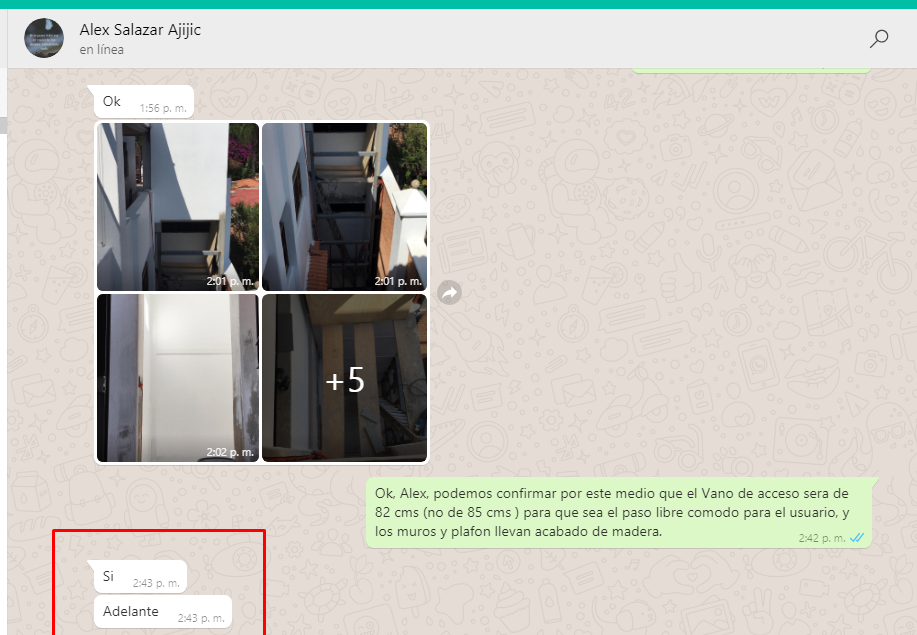 Alex Salazar Ajijic
en línea
Ok
1:56 p. m.
2:01 p. m.
2:01 p. m.
2:02 p. m.
+5
Ok, Alex, podemos confirmar por este medio que el Vano de acceso sera de
82 cms (no de 85 cms ) para que sea el paso libre comodo para el usuario, y
los muros y plafon llevan acabado de madera.
2:42 p. m.
Si
2:43 p. m.
Adelante
2:43 p. m.